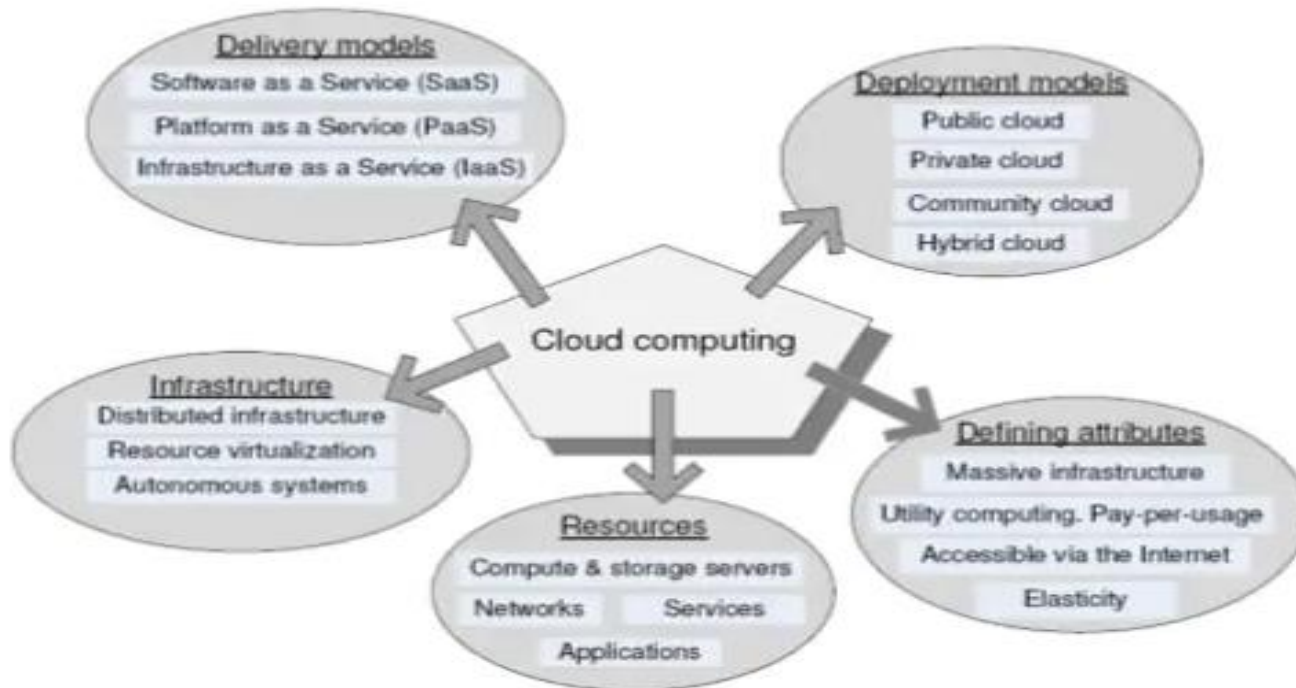 Delivery models
Software as a Service (SaaS)
Platform as a Service (PaaS)
Infrastructure as a Service (IaaS)
Deployment models
Public cloud
Private cloud
Community cloud
Hybrid cloud
Cloud computing
Infrastructure
Distributed infrastructure
Resource virtualization
Autonomous systems
Defining attributes
Massive infrastructure
Utility computing. Pay-per-usage
Accessible via the Internet
Elasticity
Resources
Compute & storage servers
Networks Services
Applications